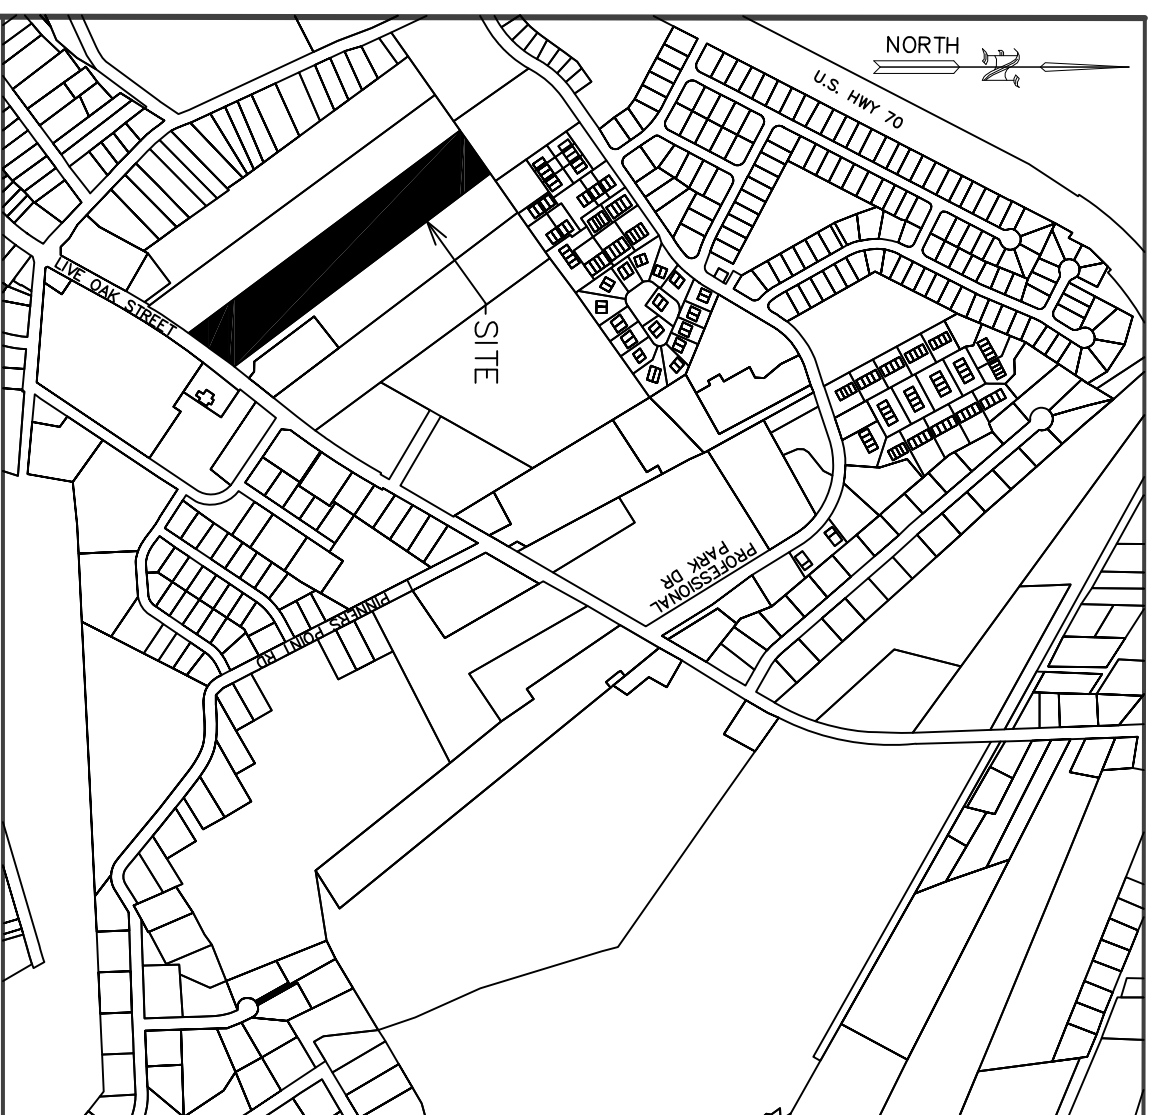 NORTH
U.S. HWY 70
LIVE OAK STREET
SITE
PROFESSIONAL
PARK DR
PINNERS POINT RD